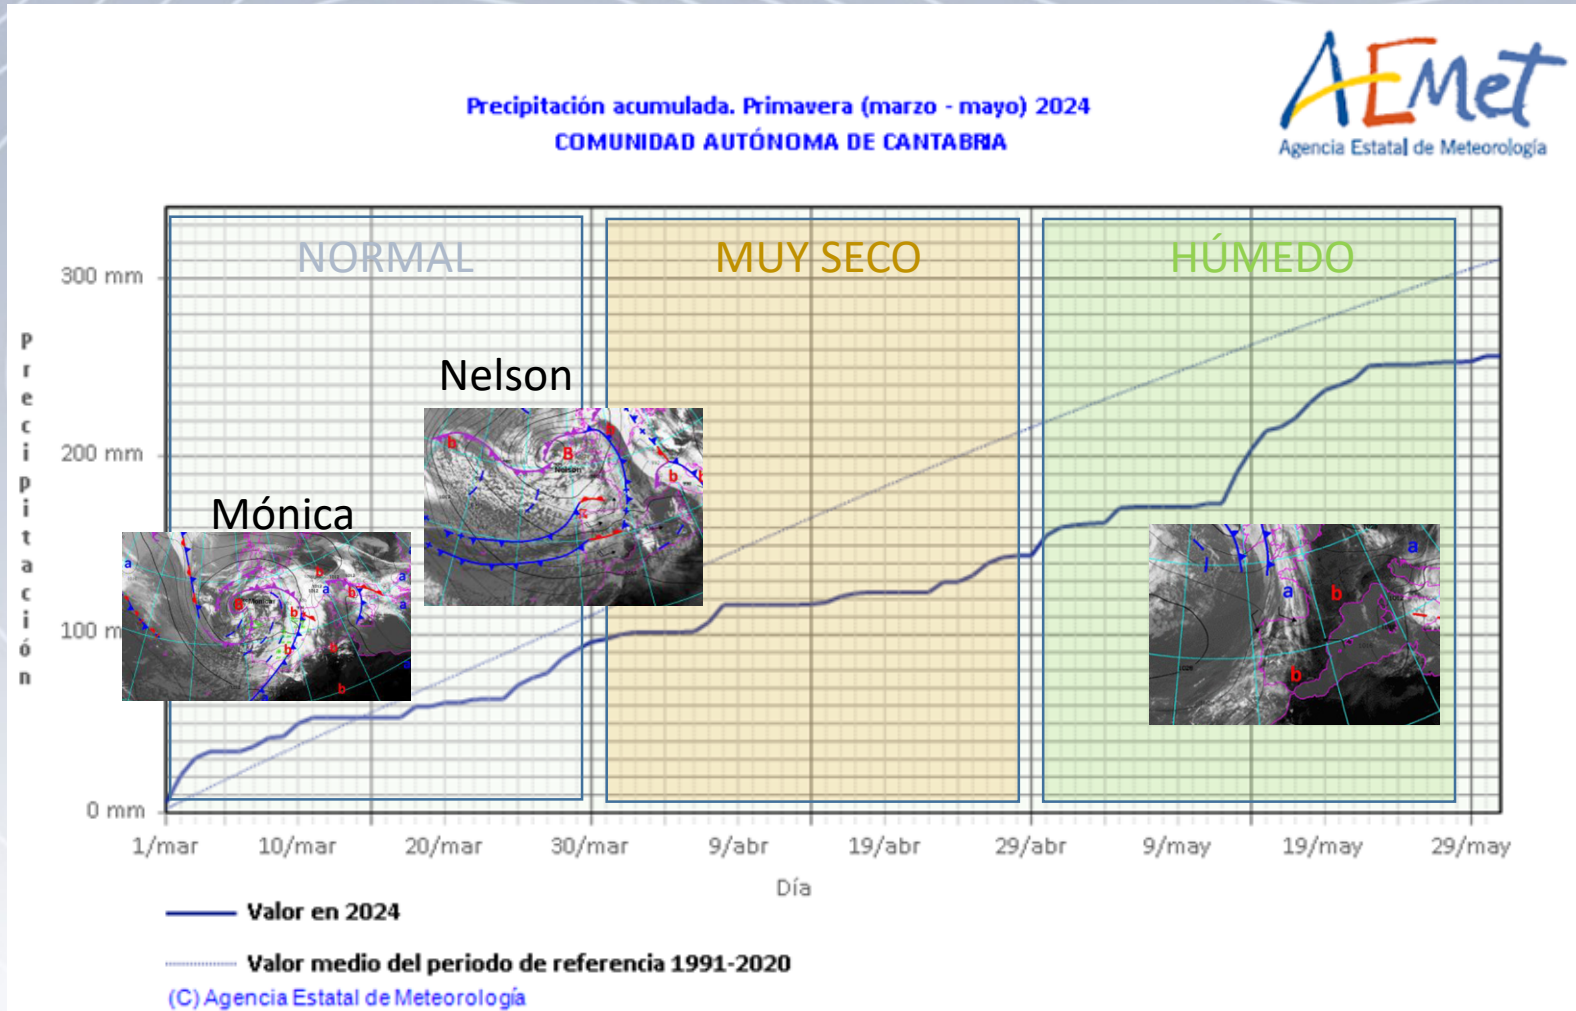 AEMet
Agencia Estatal de Meteorología
Precipitación acumulada. Primavera (marzo - mayo) 2024
COMUNIDAD AUTÓNOMA DE CANTABRIA
NORMAL
MUY SECO
HÚMEDO
Nelson
Mónica
Precipitación
300 mm
200 mm
100 m
0 mm
1/mar
10/mar
20/mar
30/mar
9/abr
19/abr
29/abr
9/may
19/may
29/may
Día
Valor en 2024
Valor medio del periodo de referencia 1991-2020
(C) Agencia Estatal de Meteorología